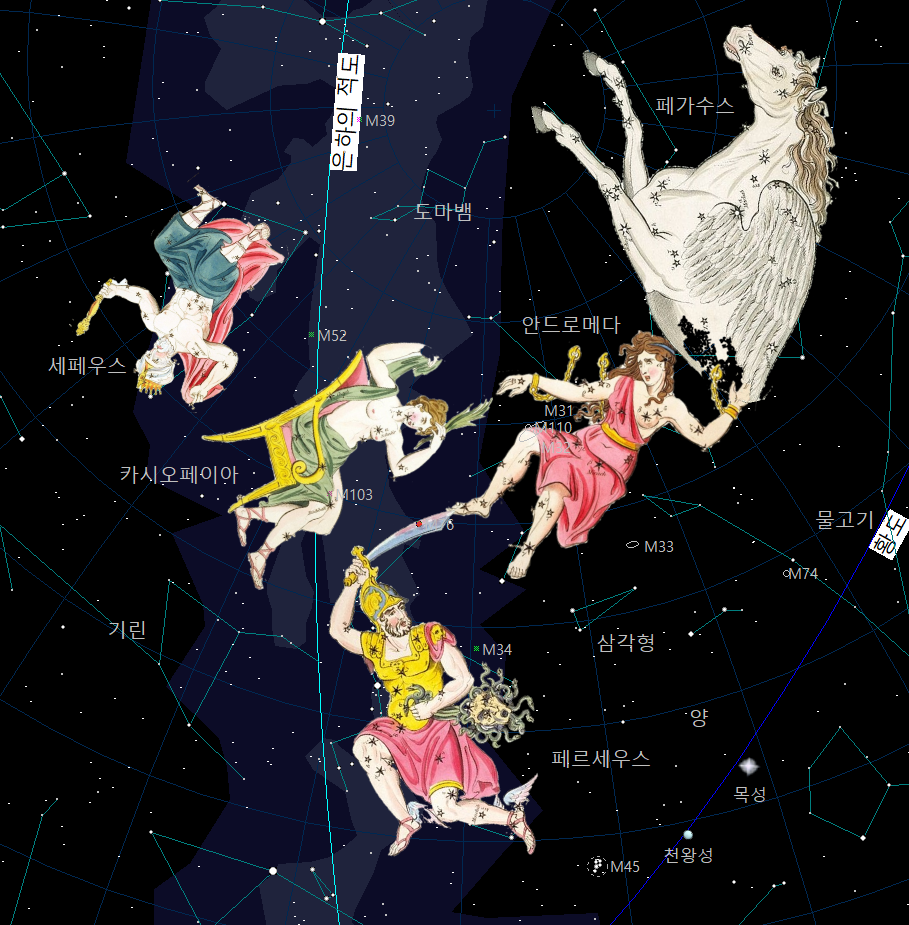 은하의 적도
M39
페가수스
도마뱀
안드로메다
M52
세페우스
M31
M110
카시오페이아
M103
물고기
황도
6
M33
M74
기린
삼각형
M34
양
페르세우스
목성
천왕성
M45